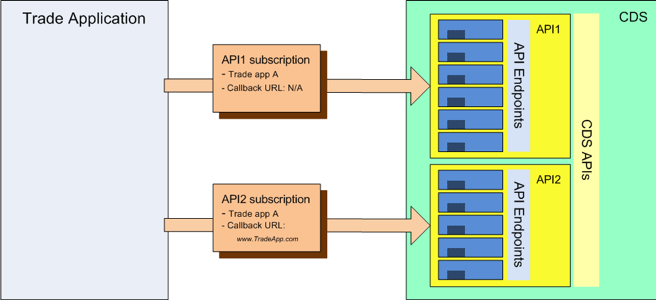 Trade Application
API1 subscription
- Trade app A
- Callback URL: N/A
API2 subscription
- Trade app A
- Callback URL:
www.TradeApp.com
CDS
API1
API Endpoints
API2
API Endpoints
CDS APIs